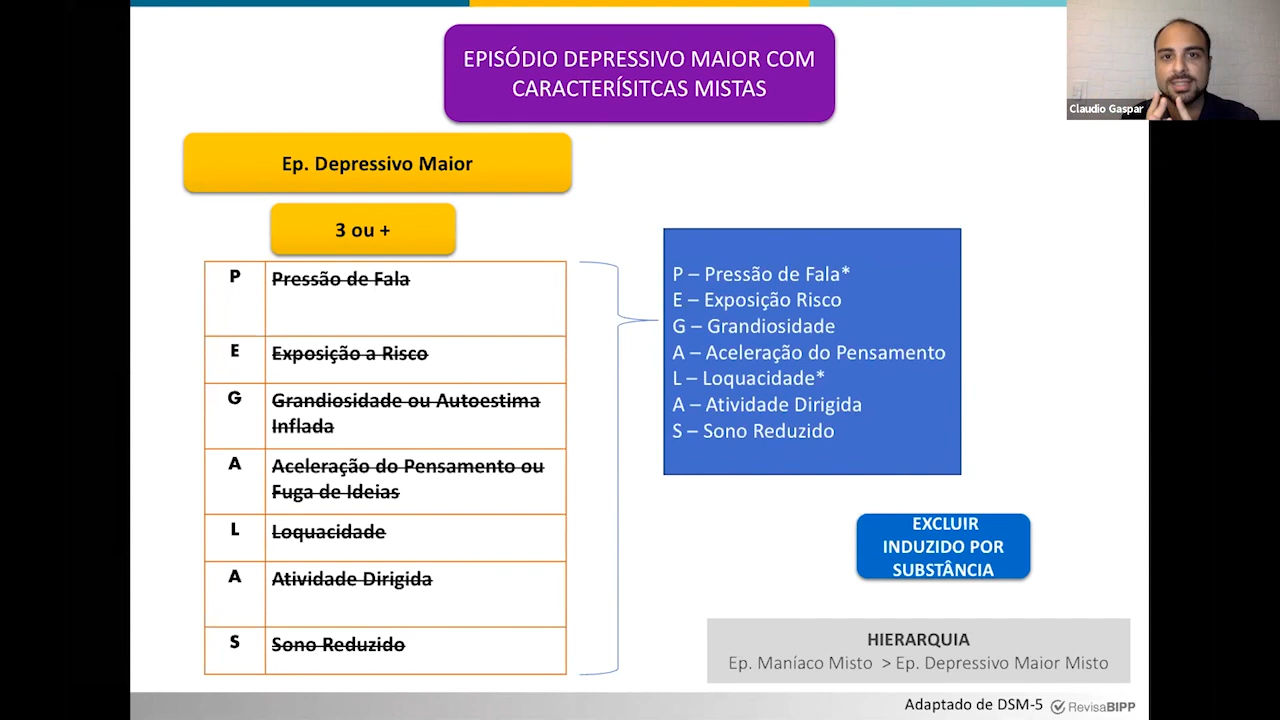 EPISÓDIO DEPRESSIVO MAIOR COM
CARACTERÍSITCAS MISTAS
Claudio Gaspar
Ep. Depressivo Maior
3 ou +
P Pressão de Fala
E Exposição a Risco
G Grandiosidade ou Autoestima
Inflada
A Aceleração do Pensamento ou
Fuga de Ideias
L Loquacidade
A Atividade Dirigida
S Sono Reduzido
P – Pressão de Fala*
E – Exposição Risco
G – Grandiosidade
A – Aceleração do Pensamento
L – Loquacidade*
A – Atividade Dirigida
S – Sono Reduzido
EXCLUIR
INDUZIDO POR
SUBSTÂNCIA
HIERARQUIA
Ep. Maníaco Misto > Ep. Depressivo Maior Misto
Adaptado de DSM-5
RevisaBIPP